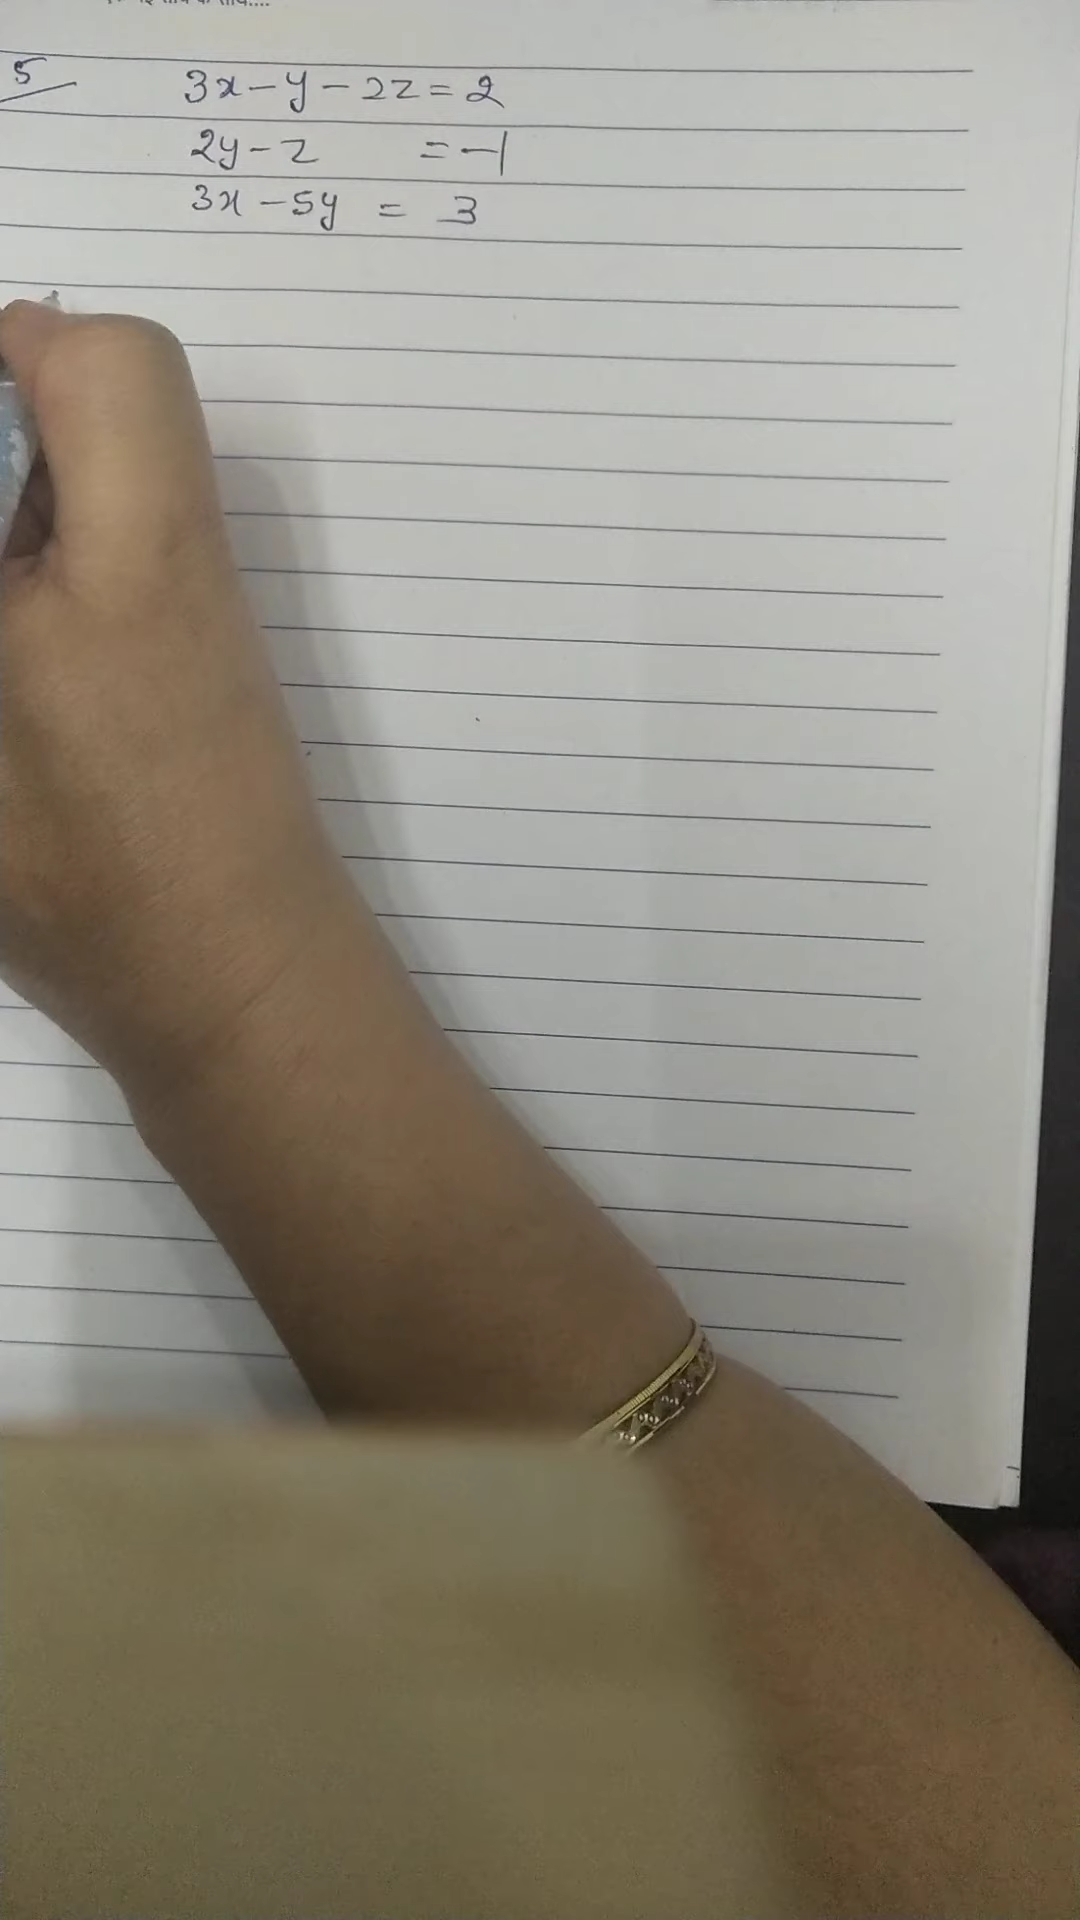 5 3x - y - 2z = 2
2y - z = -1
3x - 5y = 3